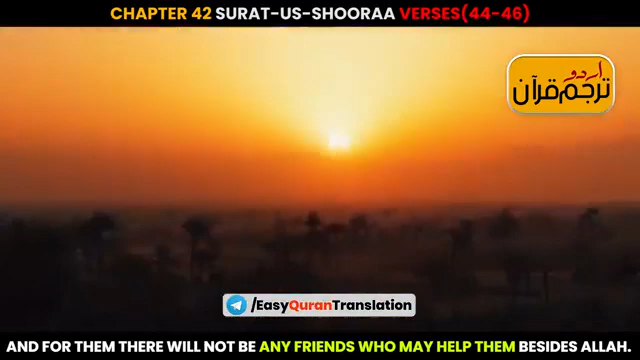 CHAPTER 42 SURAT-US-SHOORAA VERSES(44-46)
اردو
ترجم قرآن
/EasyQuranTranslation
AND FOR THEM THERE WILL NOT BE ANY FRIENDS WHO MAY HELP THEM BESIDES ALLAH.